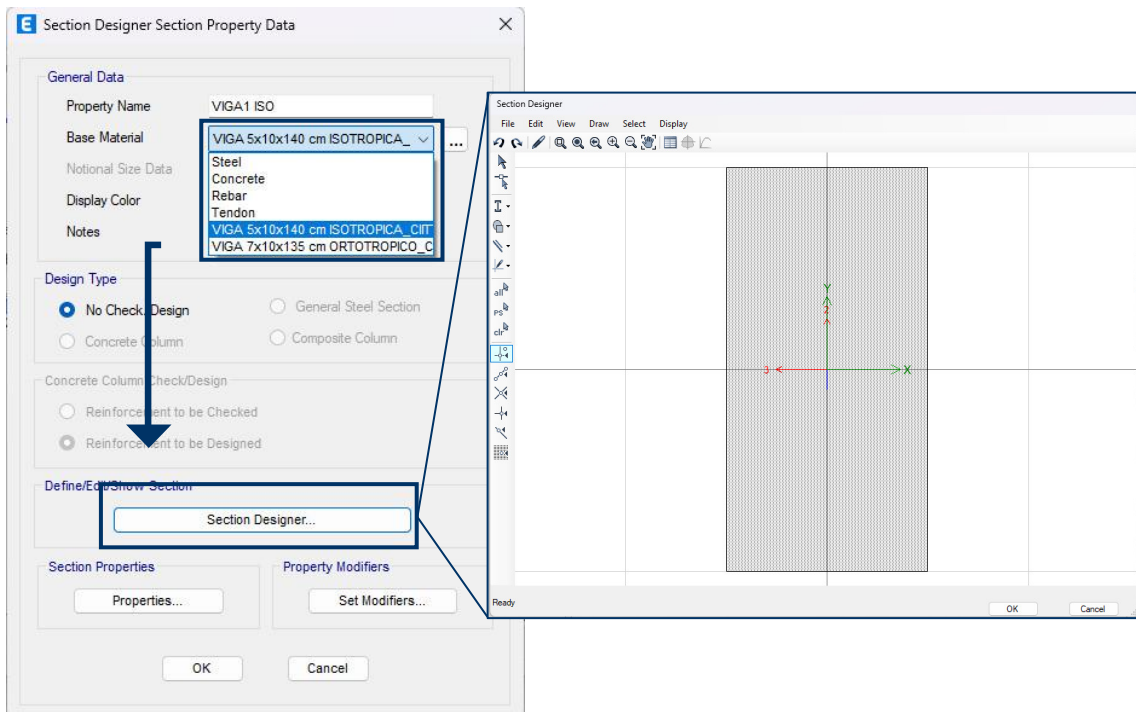 Section Designer Section Property Data
General Data
Property Name VIGA1 ISO
Base Material VIGA 5x10x140 cm ISOTROPICA_ ...
Notional Size Data
Steel
Concrete
Display Color
Rebar
Tendon
Notes
VIGA 5x10x140 cm ISOTROPICA_CIIT
VIGA 7x10x135 cm ORTOTROPICO_C
Design Type
No Check/Design
General Steel Section
Concrete Column
Composite Column
Concrete Column Check/Design
Reinforcement to be Checked
Reinforcement to be Designed
Define/Edit/Show Section
Section Designer...
Section Properties
Property Modifiers
Properties...
Set Modifiers...
OK
Cancel
Section Designer
File Edit View Draw Select Display
all
PS
clr
Y
2
3
X
Ready
OK
Cancel